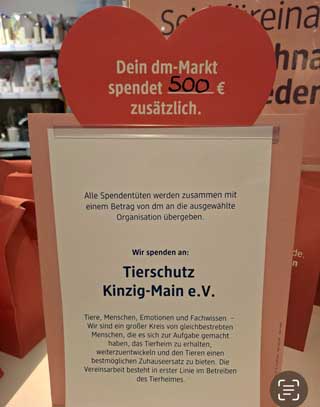 Dein dm-Markt
spendet 500 €
zusätzlich.
Alle Spendentüten werden zusammen mit
einem Betrag von dm an die ausgewählte
Organisation übergeben.
Wir spenden an:
Tierschutz
Kinzig-Main e.V.
Tiere, Menschen, Emotionen und Fachwissen –
Wir sind ein großer Kreis von gleichbestrebten
Menschen, die es sich zur Aufgabe gemacht
haben, das Tierheim zu erhalten,
weiterzuentwickeln und den Tieren einen
bestmöglichen Zuhauseersatz zu bieten. Die
Vereinsarbeit besteht in erster Linie im Betreiben
des Tierheimes.